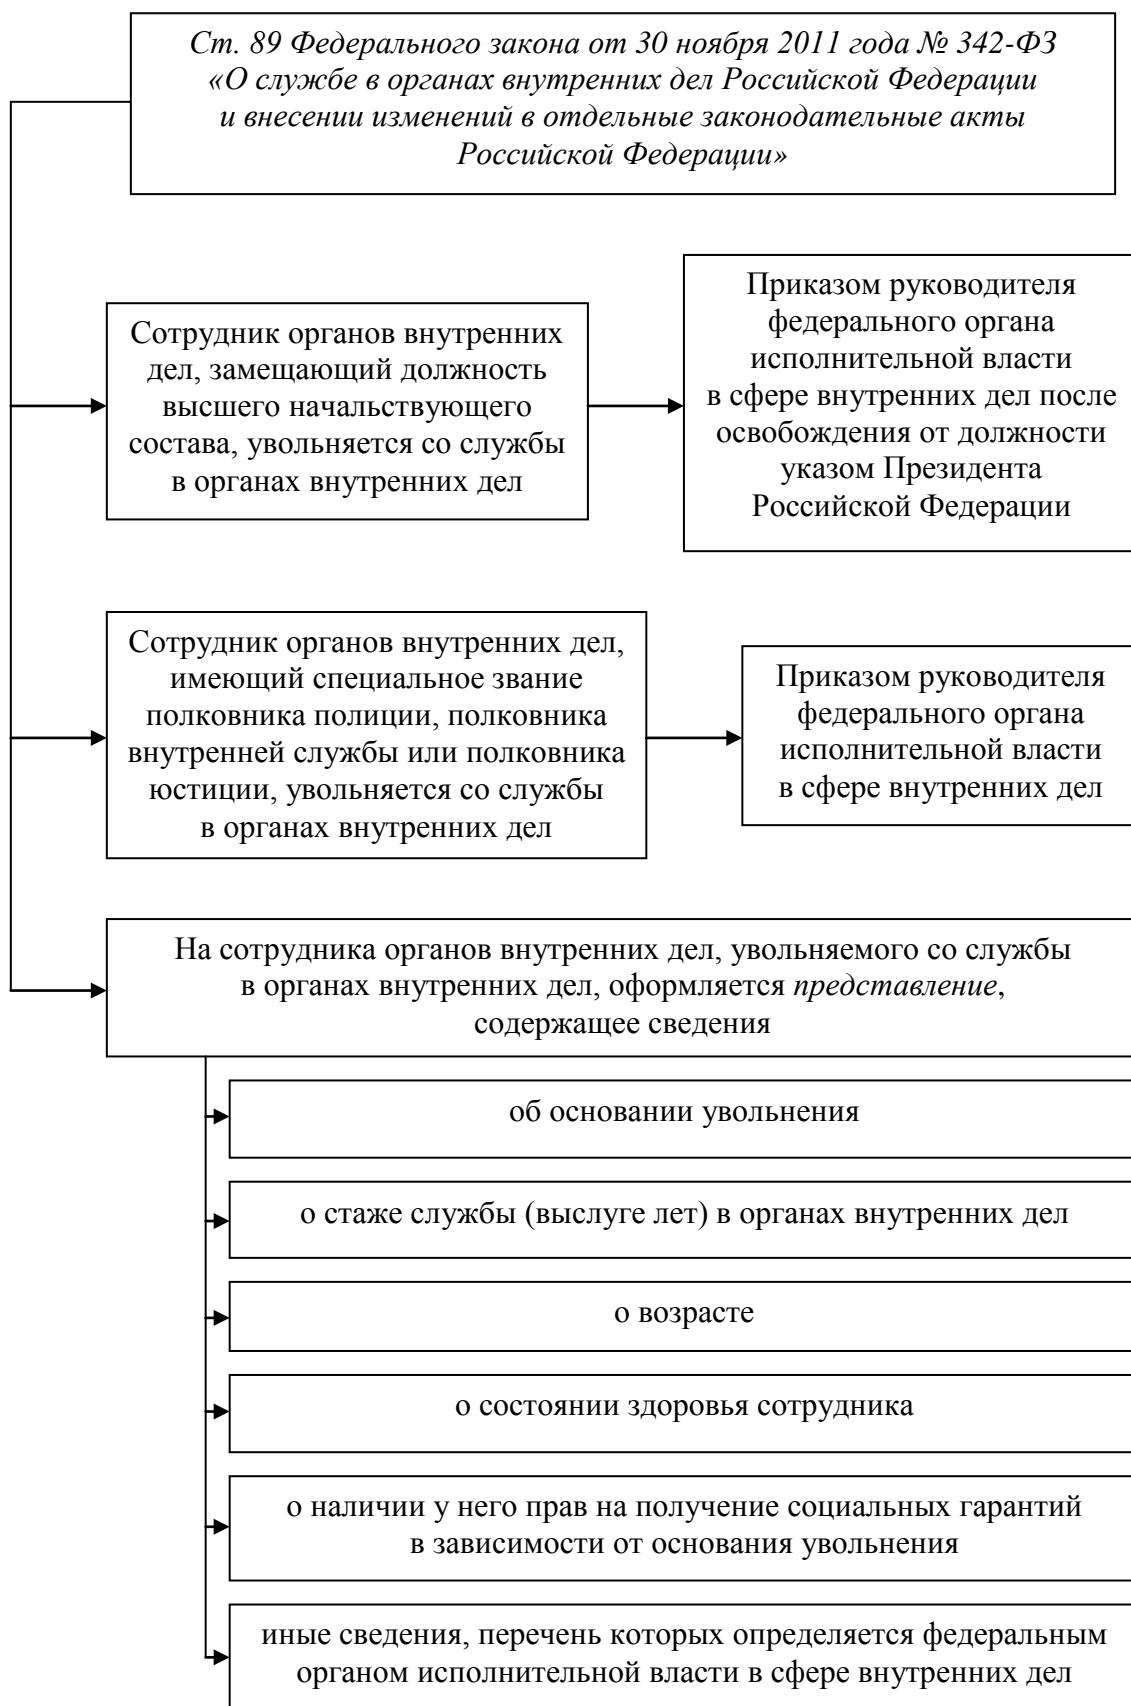 Ст. 89 Федерального закона от 30 ноября 2011 года № 342-ФЗ
«О службе в органах внутренних дел Российской Федерации
и внесении изменений в отдельные законодательные акты
Российской Федерации»
Сотрудник органов внутренних
дел, замещающий должность
высшего начальствующего
состава, увольняется со службы
в органах внутренних дел
Приказом руководителя
федерального органа
исполнительной власти
в сфере внутренних дел после
освобождения от должности
указом Президента
Российской Федерации
Сотрудник органов внутренних дел,
имеющий специальное звание
полковника полиции, полковника
внутренней службы или полковника
юстиции, увольняется со службы
в органах внутренних дел
Приказом руководителя
федерального органа
исполнительной власти
в сфере внутренних дел
На сотрудника органов внутренних дел, увольняемого со службы
в органах внутренних дел, оформляется представление,
содержащее сведения
об основании увольнения
о стаже службы (выслуге лет) в органах внутренних дел
о возрасте
о состоянии здоровья сотрудника
о наличии у него прав на получение социальных гарантий
в зависимости от основания увольнения
иные сведения, перечень которых определяется федеральным
органом исполнительной власти в сфере внутренних дел